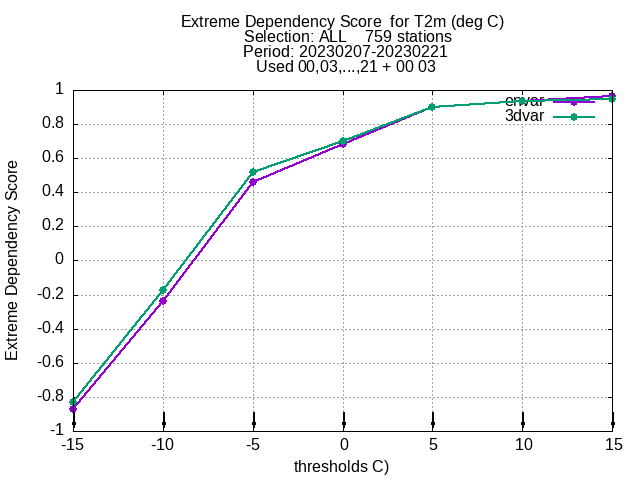 Extreme Dependency Score  for T2m (deg C)
Selection: ALL    759 stations
Period: 20230207-20230221
Used 00,03,...,21 + 00 03
envar
3dvar
Extreme Dependency Score
1
0.8
0.6
0.4
0.2
0
-0.2
-0.4
-0.6
-0.8
-1
-15
-10
-5
0
5
10
15
thresholds C)